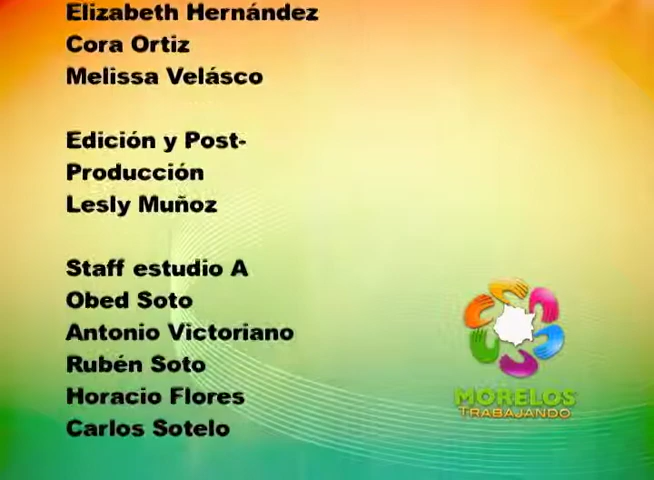 Elizabeth Hernández
Cora Ortiz
Melissa Velásco
Edición y Post-
Producción
Lesly Muñoz
Staff estudio A
Obed Soto
Antonio Victoriano
Rubén Soto
Horacio Flores
Carlos Sotelo
MORELOS
TRABAJANDO